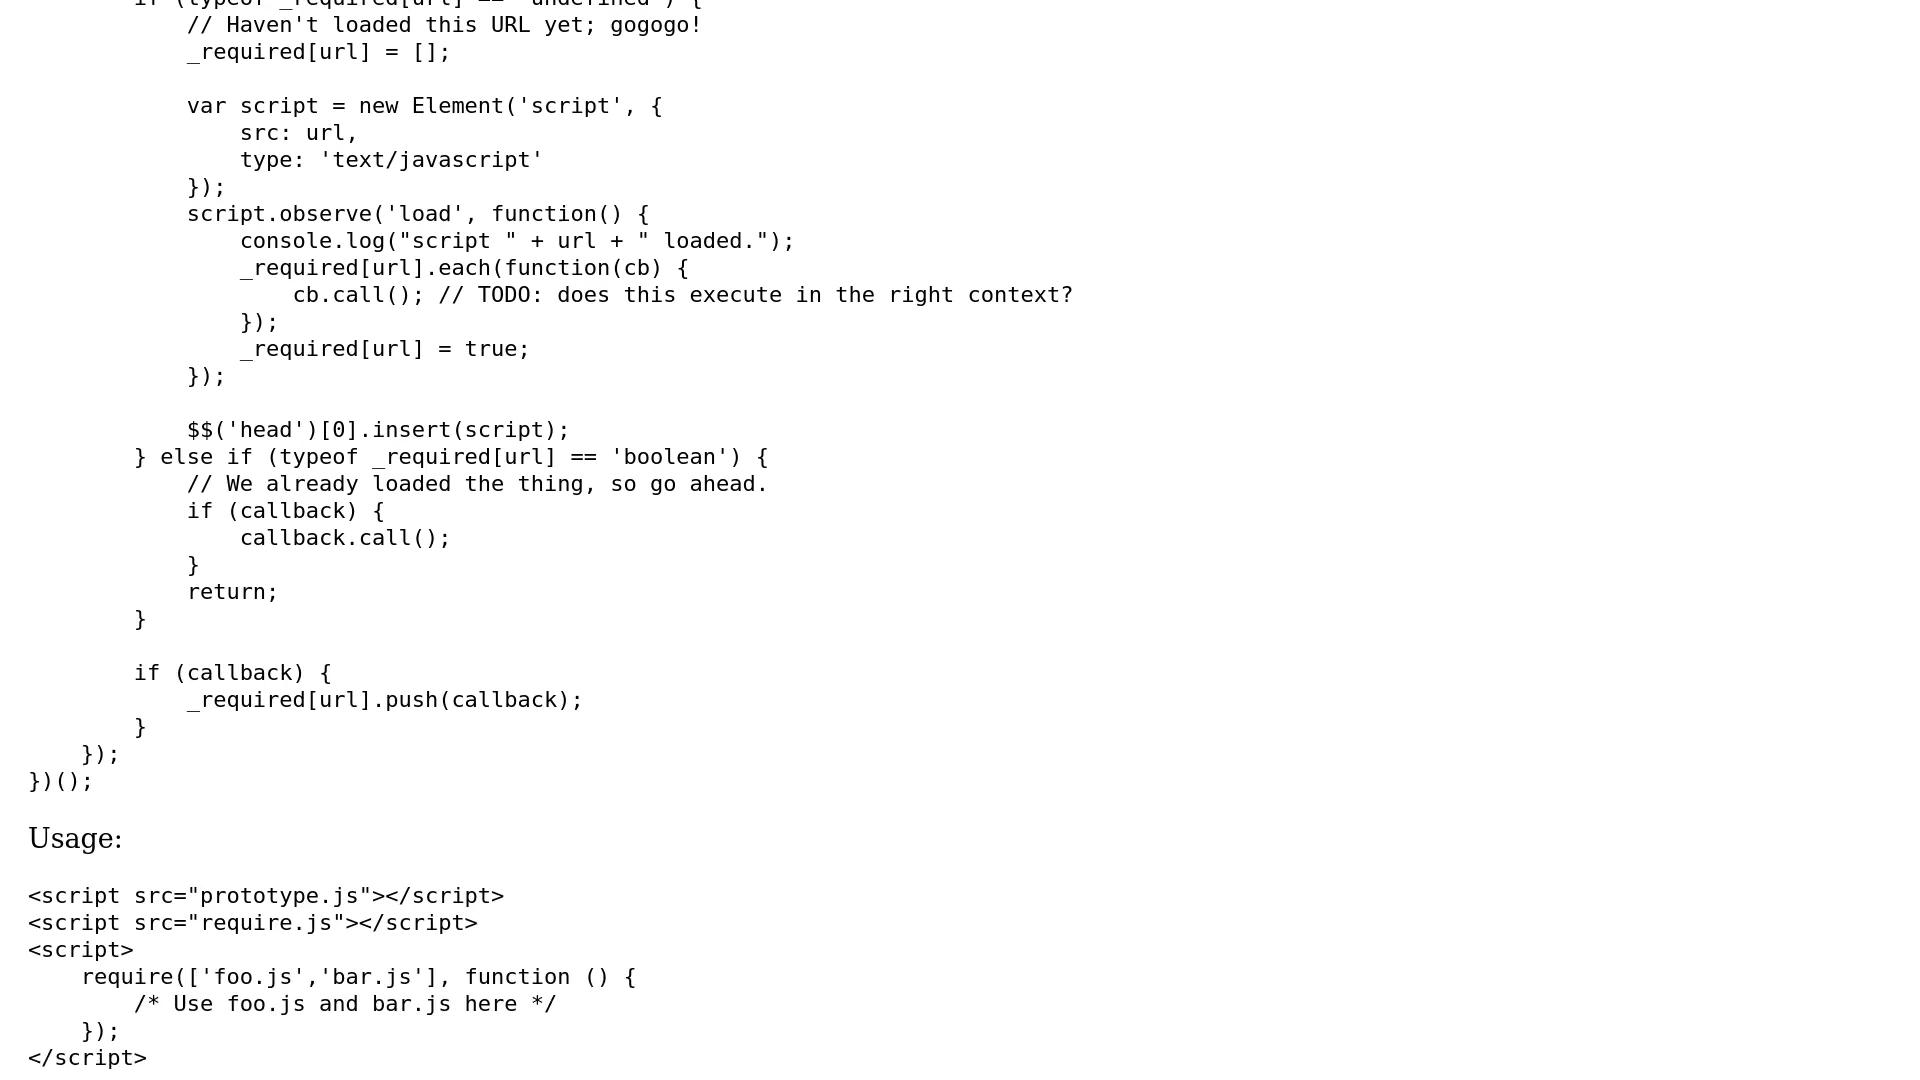 if (typeof _required[url] == 'undefined') {
// Haven't loaded this URL yet; gogogo!
_required[url] = [];
var script = new Element('script', {
src: url,
type: 'text/javascript'
});
script.observe('load', function() {
console.log("script " + url + " loaded.");
_required[url].each(function(cb) {
cb.call(); // TODO: does this execute in the right context?
});
_required[url] = true;
});
$$('head')[0].insert(script);
} else if (typeof _required[url] == 'boolean') {
// We already loaded the thing, so go ahead.
if (callback) {
callback.call();
}
return;
}
if (callback) {
_required[url].push(callback);
}
});
})();
Usage:
<script src="prototype.js"></script>
<script src="require.js"></script>
<script>
require(['foo.js','bar.js'], function () {
/* Use foo.js and bar.js here */
});
</script>